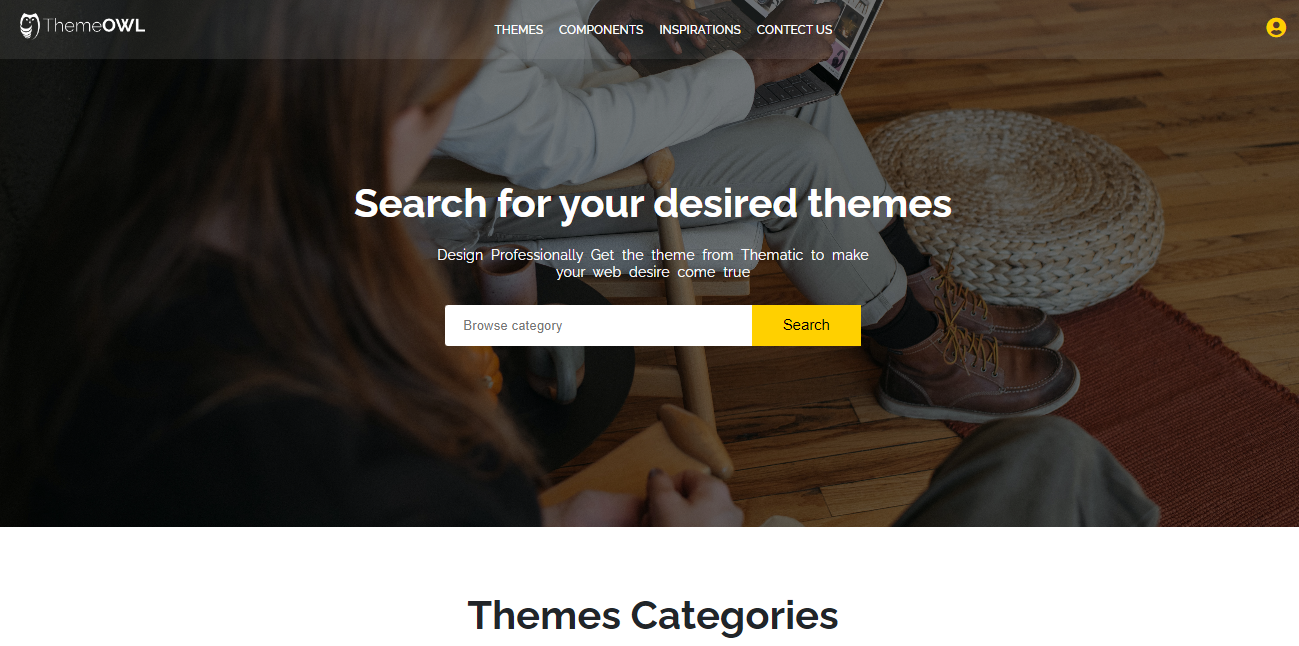 ThemeOWL
THEMES COMPONENTS INSPIRATIONS CONTECT US
Search for your desired themes
Design Professionally Get the theme from Thematic to make
your web desire come true
Browse category
Search
Themes Categories